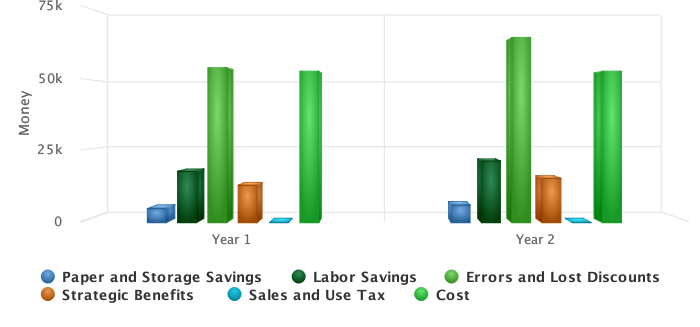 75k
50k
25k
0
Money
Year 1
Year 2
Paper and Storage Savings
Labor Savings
Errors and Lost Discounts
Strategic Benefits
Sales and Use Tax
Cost